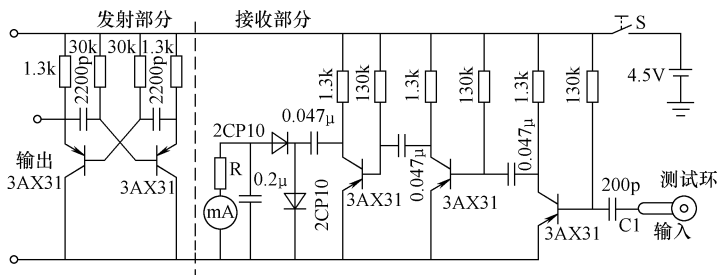 发射部分
接收部分
S
1.3k
30k
30k
1.3k
2200p
2200p
1.3k
130k
1.3k
130k
1.3k
130k
4.5V
输出
3AX31
3AX31
2CP10
0.047μ
R
mA
0.2μ
2CP10
3AX31
0.047μ
3AX31
0.047μ
3AX31
200p
C1
测试环
输入